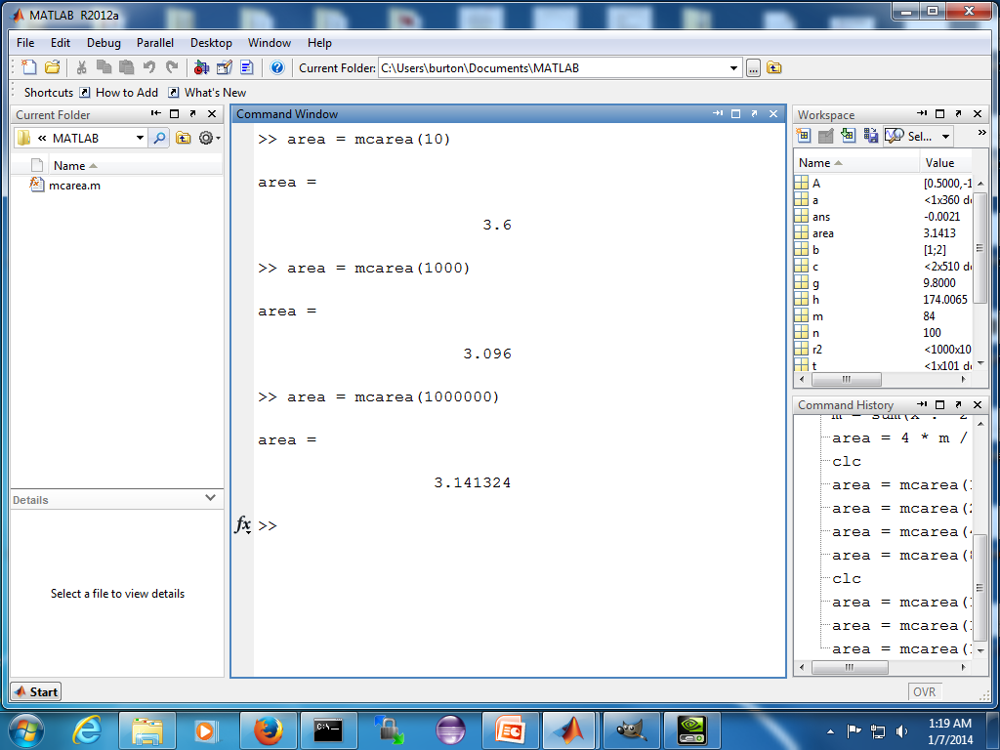 MATLAB R2012a
File Edit Debug Parallel Desktop Window Help
Current Folder: C:\Users\burton\Documents\MATLAB
Shortcuts How to Add What's New
Current Folder
« MATLAB
Name
mcarea.m
Details
Select a file to view details
Command Window
>> area = mcarea(10)
area =
3.6
>> area = mcarea(1000)
area =
3.096
>> area = mcarea(1000000)
area =
3.141324
fx >>
Workspace
Sel... »
Name Value
A [0.5000,-1
a <1x360 d
ans -0.0021
area 3.1413
b [1;2]
c <2x510 d
g 9.8000
h 174.0065
m 84
n 100
r2 <1000x10
t <1x101 d
Command History
area = 4 * m /
clc
area = mcarea(
area = mcarea(2
area = mcarea(4
area = mcarea(8
clc
area = mcarea(
area = mcarea(
area = mcarea(
Start
OVR
C:\_
1:19 AM
1/7/2014